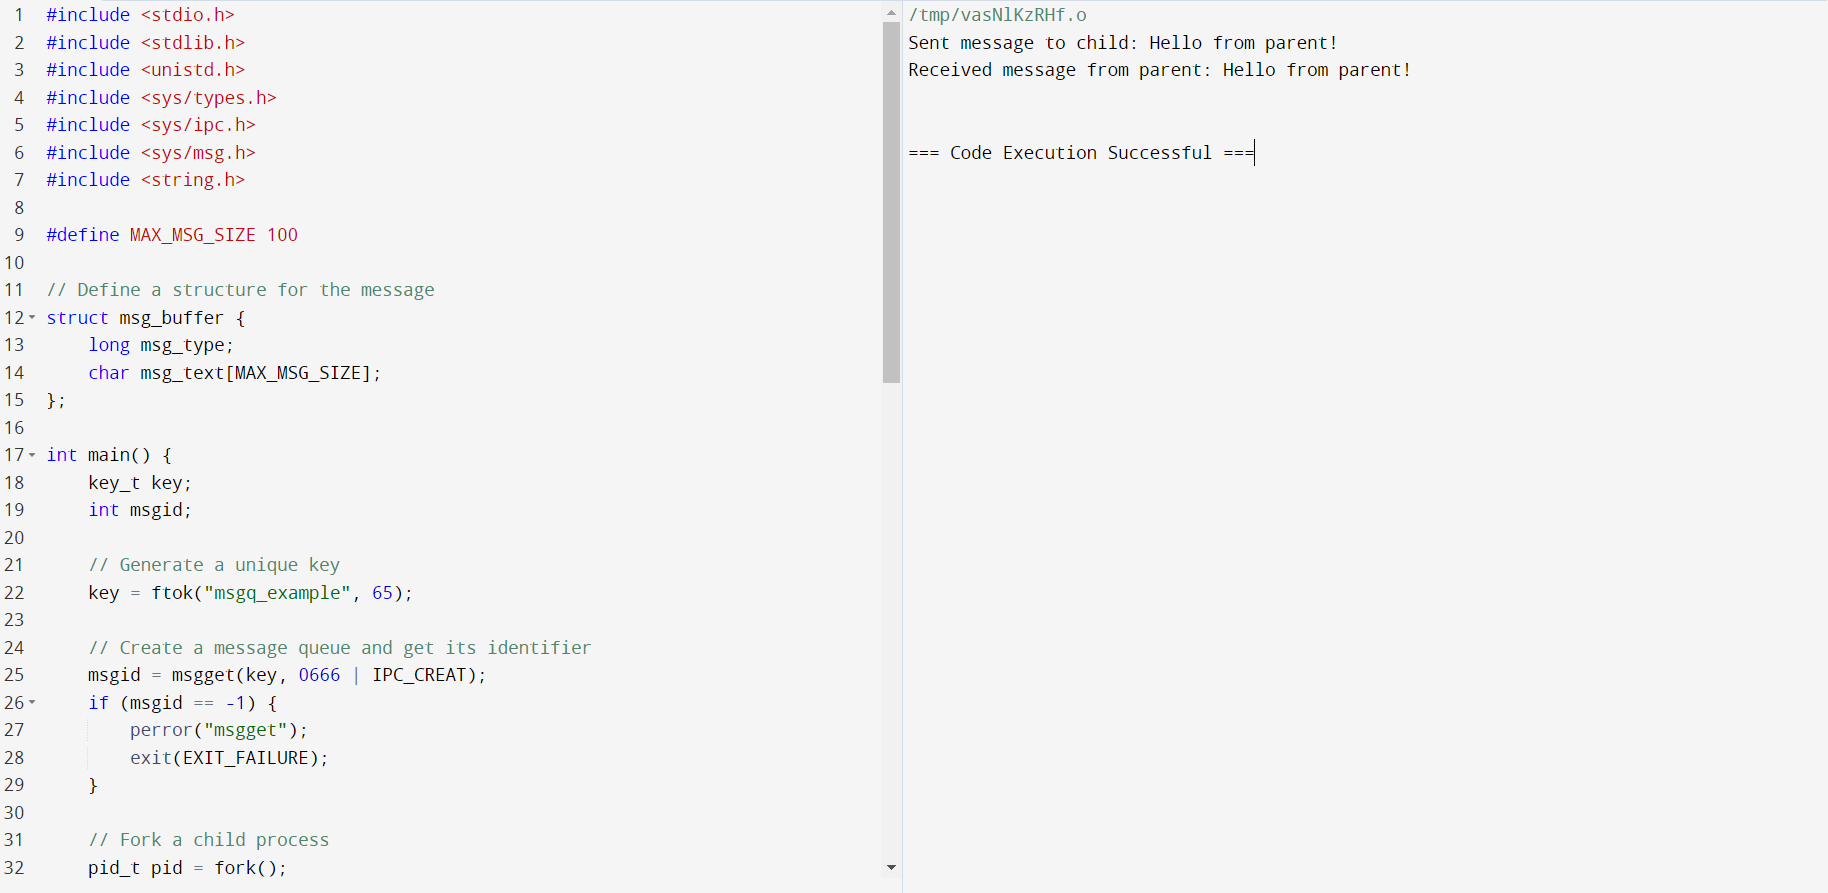 1 #include <stdio.h>
2 #include <stdlib.h>
3 #include <unistd.h>
4 #include <sys/types.h>
5 #include <sys/ipc.h>
6 #include <sys/msg.h>
7 #include <string.h>
8
9 #define MAX_MSG_SIZE 100
10
11 // Define a structure for the message
12 struct msg_buffer {
13     long msg_type;
14     char msg_text[MAX_MSG_SIZE];
15 };
16
17 int main() {
18     key_t key;
19     int msgid;
20
21     // Generate a unique key
22     key = ftok("msgq_example", 65);
23
24     // Create a message queue and get its identifier
25     msgid = msgget(key, 0666 | IPC_CREAT);
26     if (msgid == -1) {
27         perror("msgget");
28         exit(EXIT_FAILURE);
29     }
30
31     // Fork a child process
32     pid_t pid = fork();
/tmp/vasNlKzRHf.o
Sent message to child: Hello from parent!
Received message from parent: Hello from parent!
=== Code Execution Successful ===